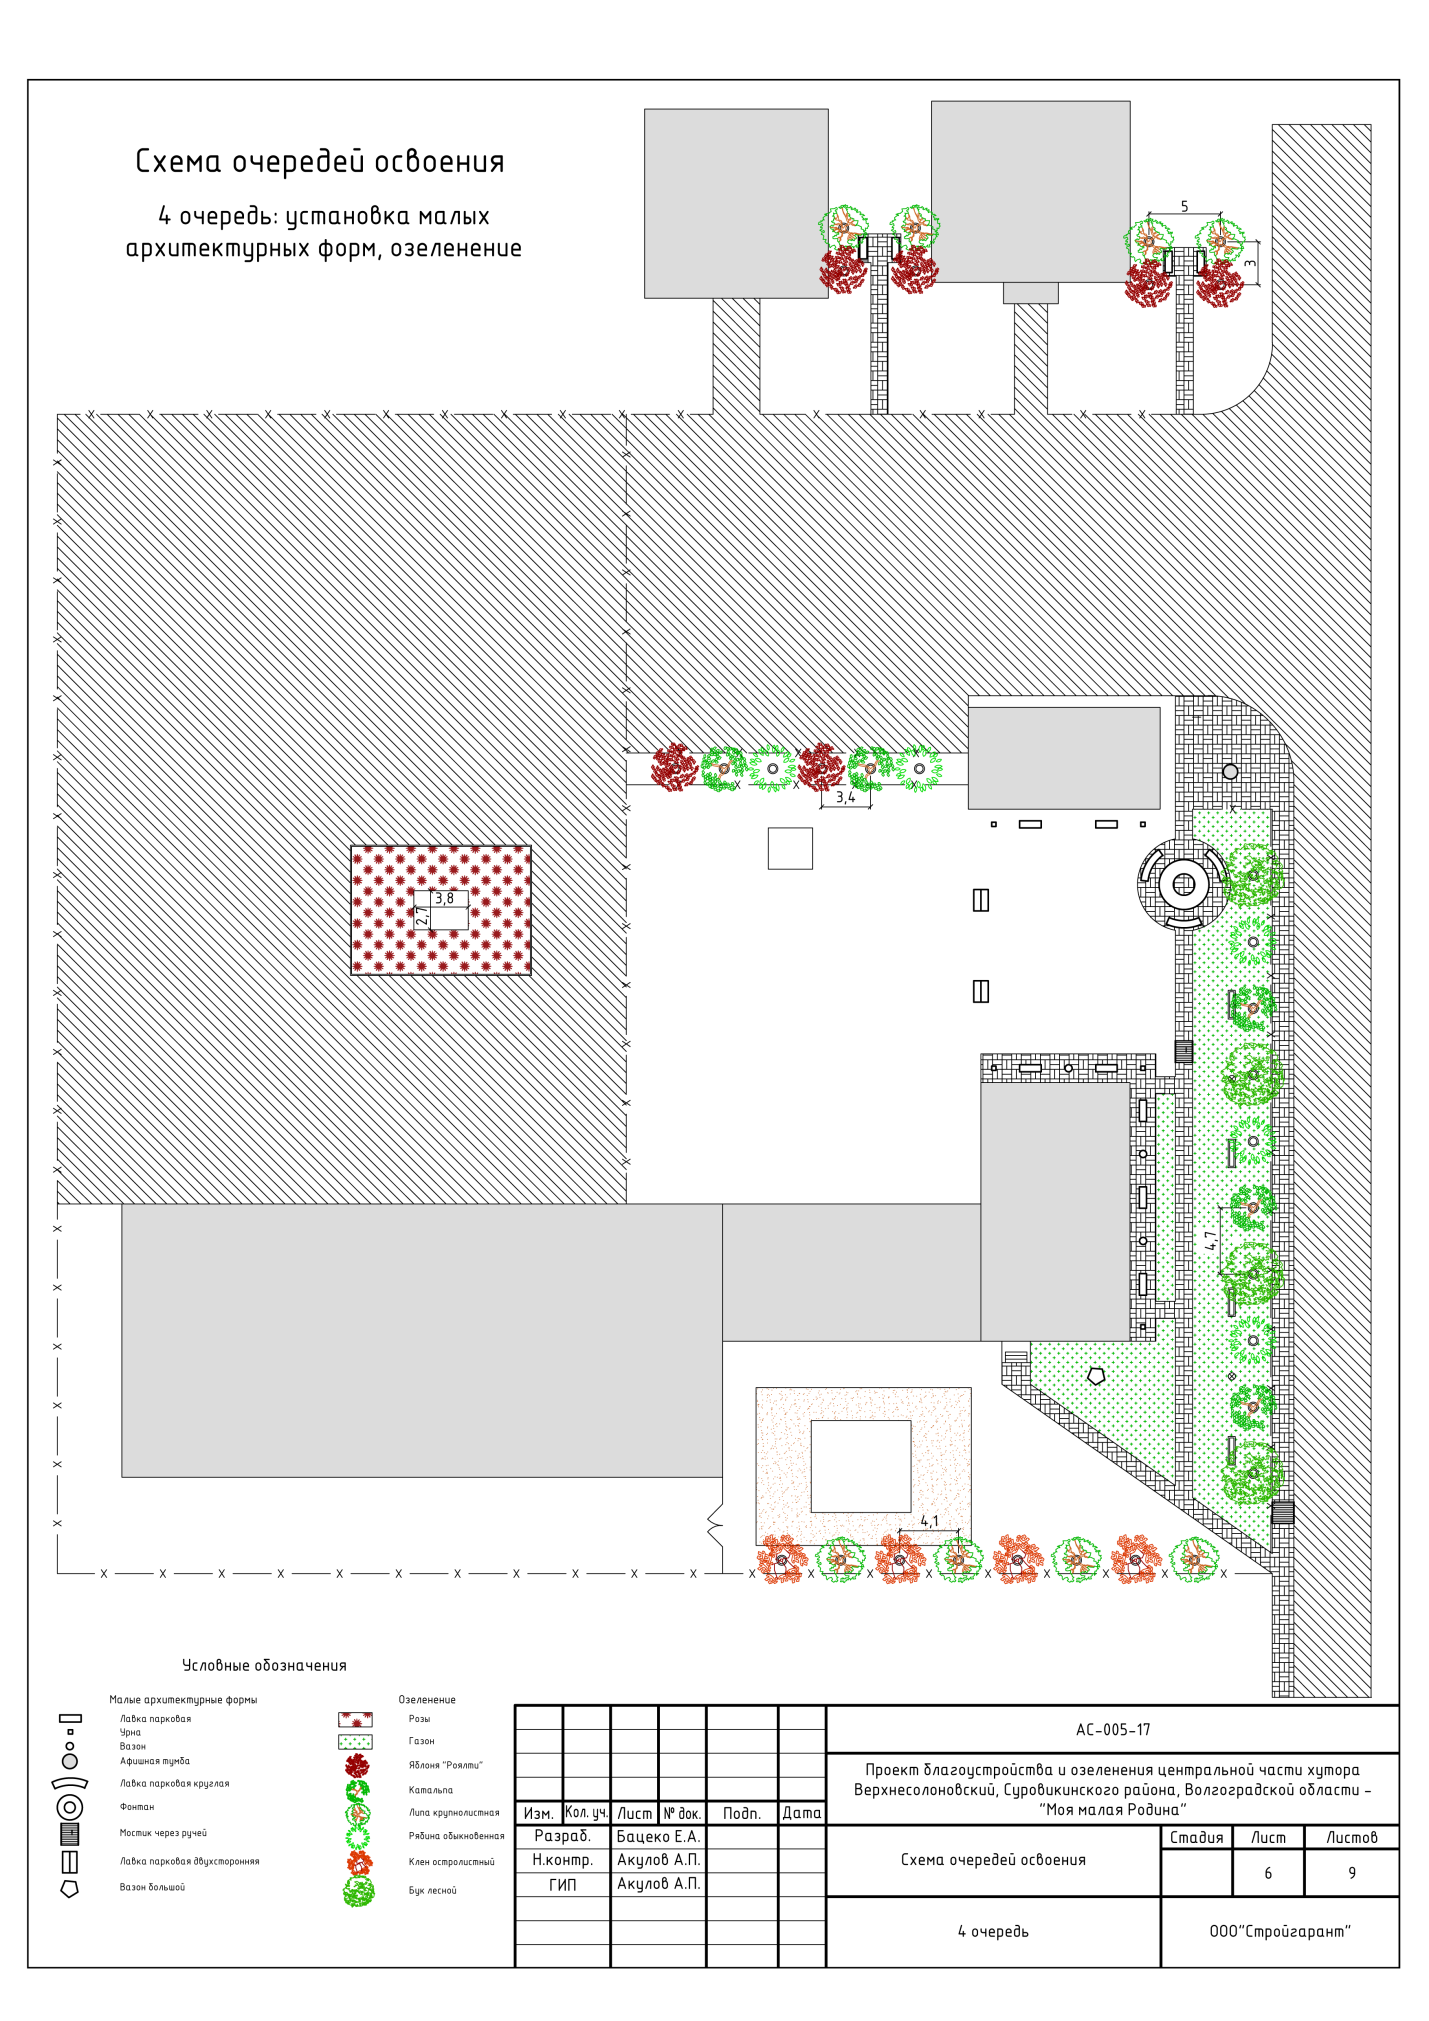 Схема очередей освоения
4 очередь: установка малых
архитектурных форм, озеленение
5
3
3,4
3,8
2,7
4,7
4,1
Условные обозначения
Малые архитектурные формы
Лавка парковая
Урна
Вазон
Афишная тумба
Лавка парковая круглая
Фонтан
Мостик через ручей
Лавка парковая двухсторонняя
Вазон большой
Озеленение
Розы
Газон
Яблоня "Роялти"
Катальпа
Липа крупнолистная
Рябина обыкновенная
Клен остролистный
Бук лесной
АС-005-17
Проект благоустройства и озеленения центральной части хутора
Верхнесолоновский, Суровикинского района, Волгоградской области -
"Моя малая Родина"
Изм. Кол. уч. Лист № док. Подп. Дата
Разраб. Бацеко Е.А.
Н.контр. Акулов А.П.
ГИП Акулов А.П.
Схема очередей освоения
Стадия Лист Листов
6 9
4 очередь
ООО"Стройгарант"